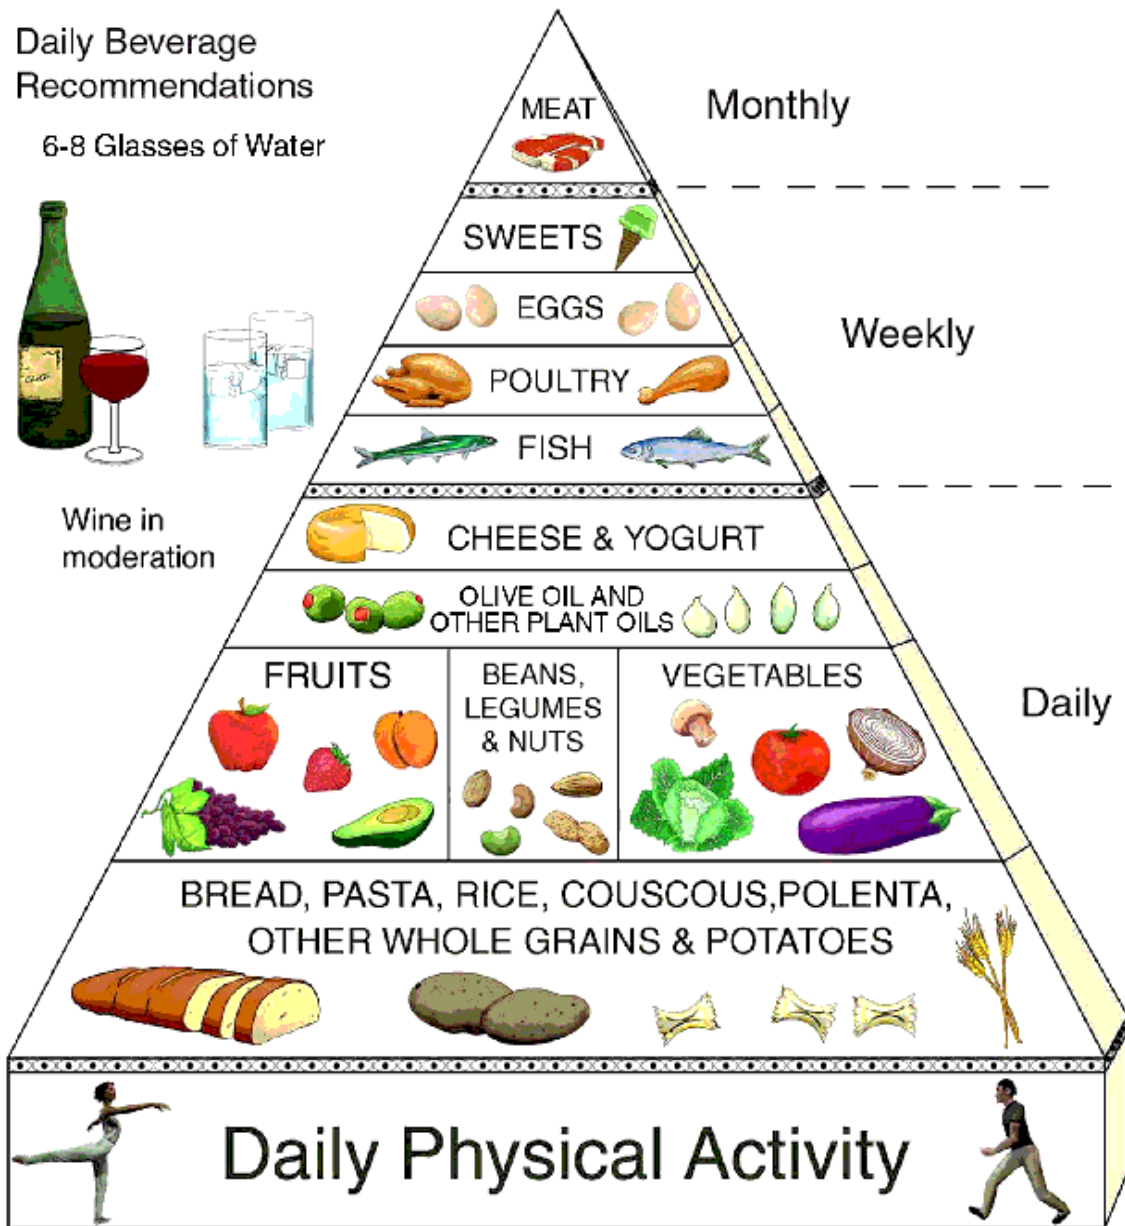 Daily Beverage
Recommendations
6-8 Glasses of Water
Wine in
moderation
MEAT
Monthly
SWEETS
EGGS
Weekly
POULTRY
FISH
CHEESE & YOGURT
OLIVE OIL AND
OTHER PLANT OILS
FRUITS
BEANS,
LEGUMES
& NUTS
VEGETABLES
Daily
BREAD, PASTA, RICE, COUSCOUS,POLENTA,
OTHER WHOLE GRAINS & POTATOES
Daily Physical Activity